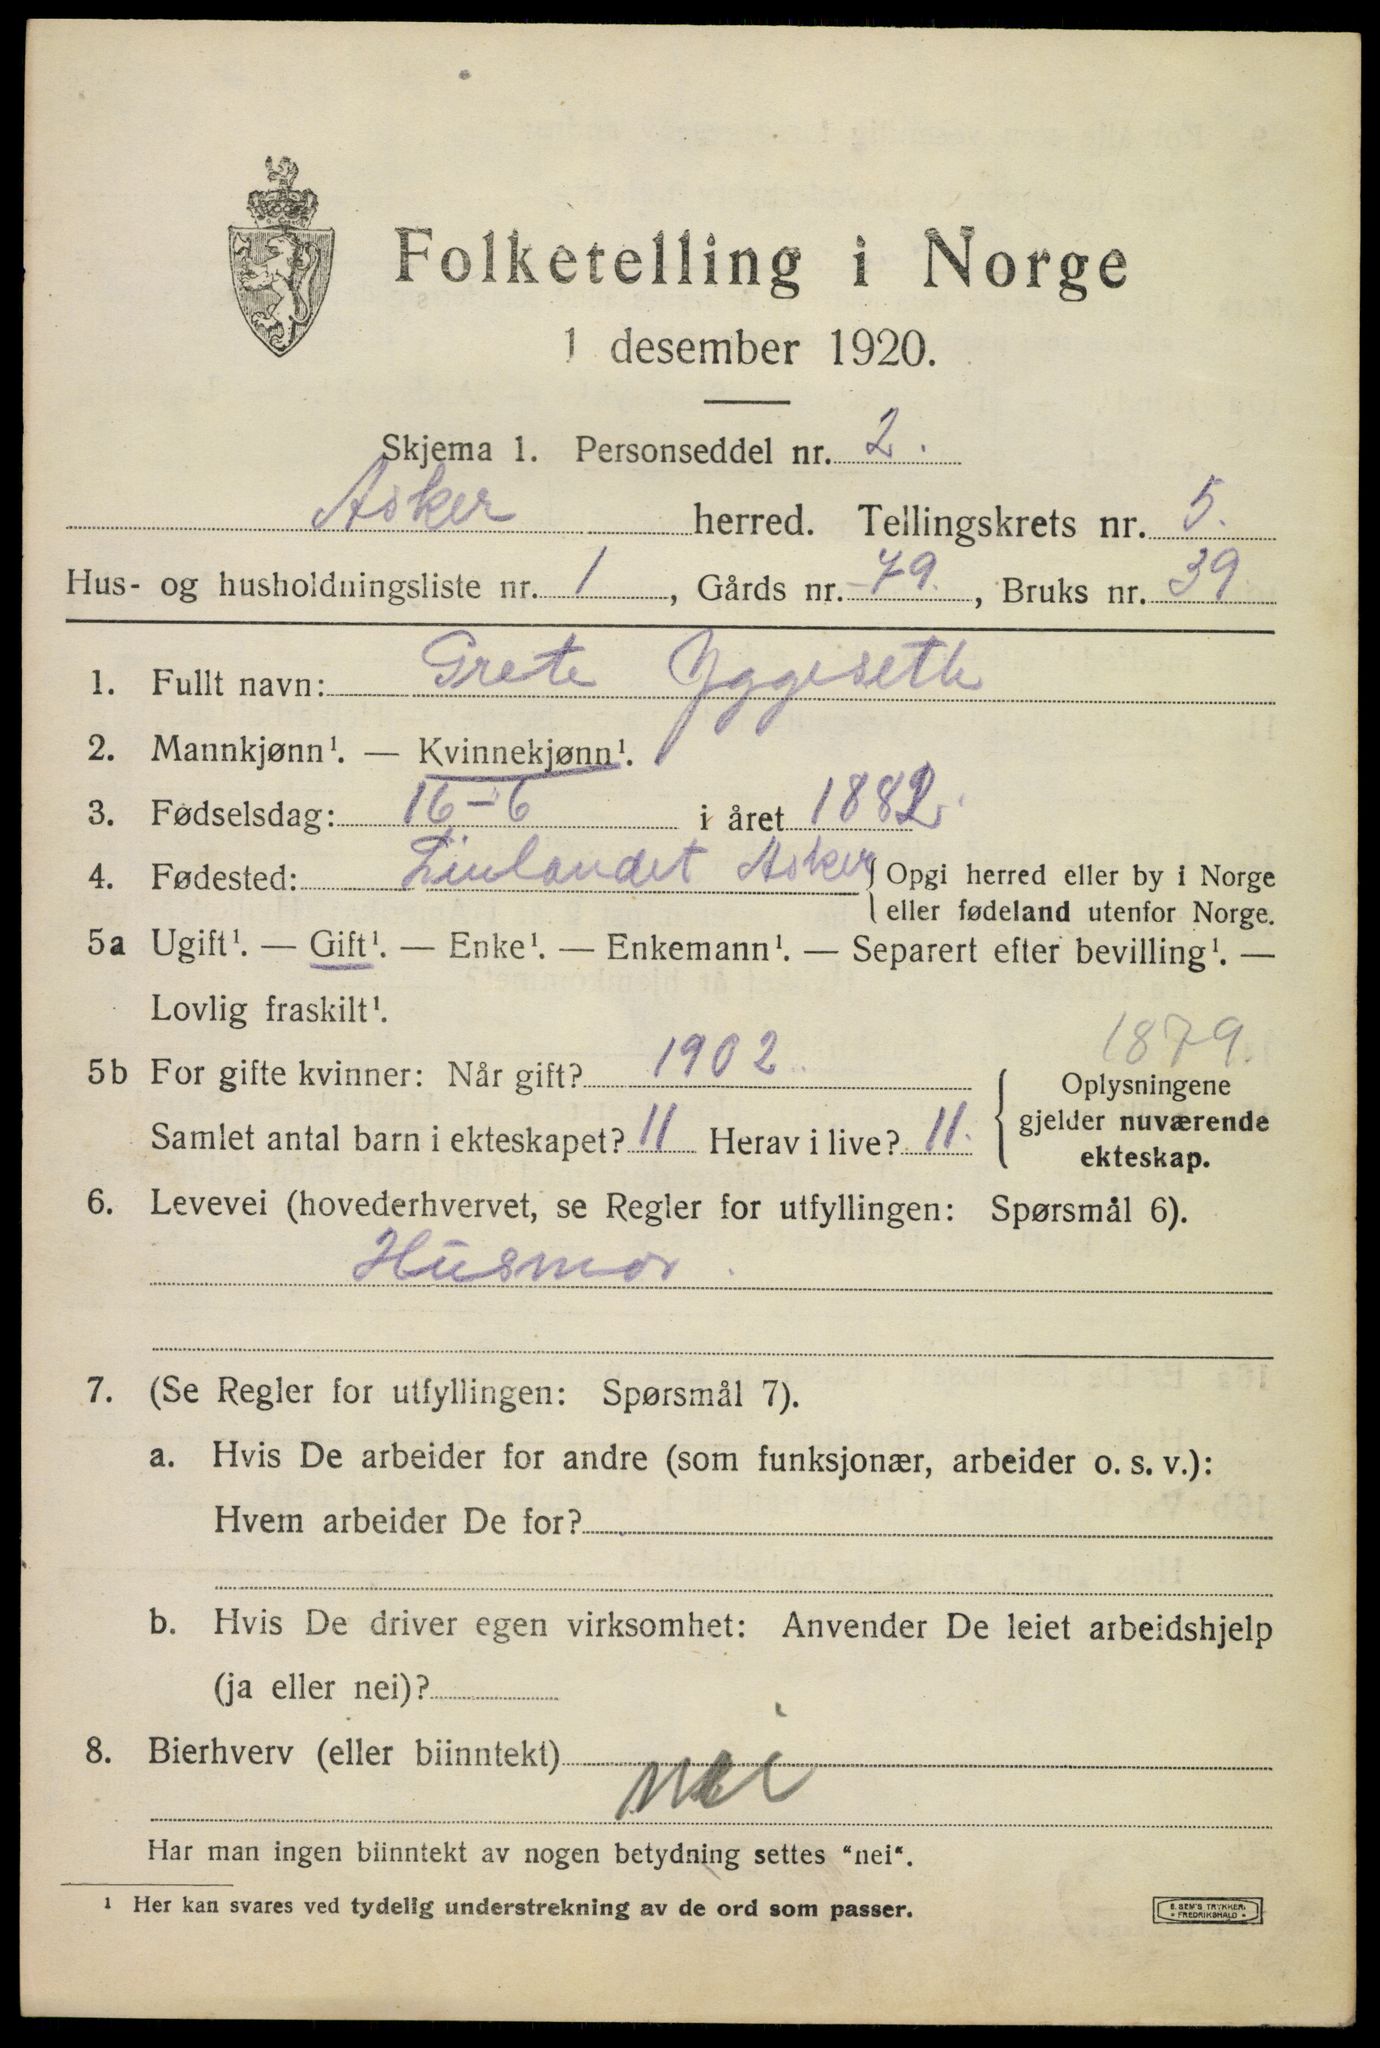 Folketelling i Norge
1 desember 1920.
Skjema 1. Personseddel nr. 2.
Asker herred. Tellingskrets nr. 5.
Hus- og husholdningsliste nr. 1, Gårds nr. 79, Bruks nr. 39
1. Fullt navn: Grete Yggeseth
2. Mannkjønn¹. — Kvinnekjønn¹.
3. Fødselsdag: 16-6 i året 1882.
4. Fødested: Asker Opgi herred eller by i Norge
eller fødeland utenfor Norge.
5a Ugift¹. — Gift¹. — Enke¹. — Enkemann¹. — Separert efter bevilling¹. —
Lovlig fraskilt¹.
1879.
5b For gifte kvinner: Når gift? 1902 Oplysningene
gjelder nuværende
Samlet antal barn i ekteskapet? 11 Herav i live? 11.
ekteskap.
6. Levevei (hovederhvervet, se Regler for utfyllingen: Spørsmål 6).
Husmor.
7. (Se Regler for utfyllingen: Spørsmål 7).
a. Hvis De arbeider for andre (som funksjonær, arbeider o. s. v.):
Hvem arbeider De for?
b. Hvis De driver egen virksomhet: Anvender De leiet arbeidshjelp
(ja eller nei)?
8. Bierhverv (eller biinntekt)
nei
Har man ingen biinntekt av nogen betydning settes "nei".
¹ Her kan svares ved tydelig understrekning av de ord som passer.
E. SEM'S TRYKKERI
* FREDRIKSHALD *